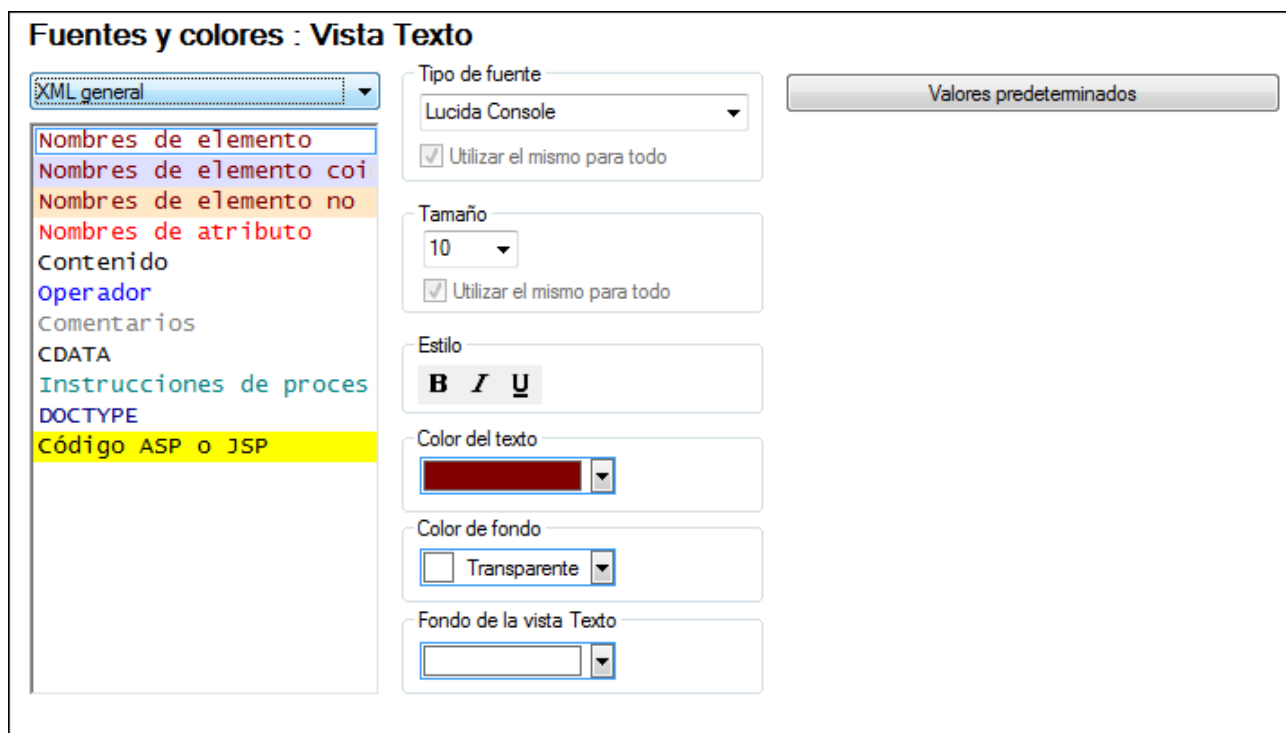 Fuentes y colores : Vista Texto
XML general
Nombres de elemento
Nombres de elemento coi
Nombres de elemento no
Nombres de atributo
Contenido
Operador
Comentarios
CDATA
Instrucciones de proces
DOCTYPE
Código ASP o JSP
Tipo de fuente
Lucida Console
Utilizar el mismo para todo
Tamaño
10
Utilizar el mismo para todo
Estilo
B I U
Color del texto
Color de fondo
Transparente
Fondo de la vista Texto
Valores predeterminados